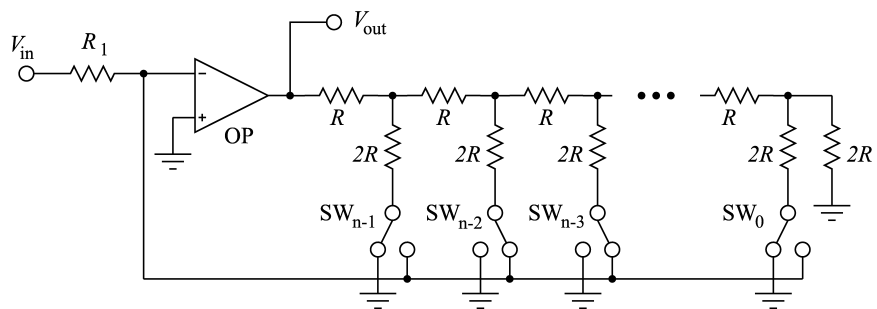 V_out
V_in
R_1
−
+
OP
R
R
R
R
2R
2R
2R
2R
2R
SW_n-1
SW_n-2
SW_n-3
SW_0